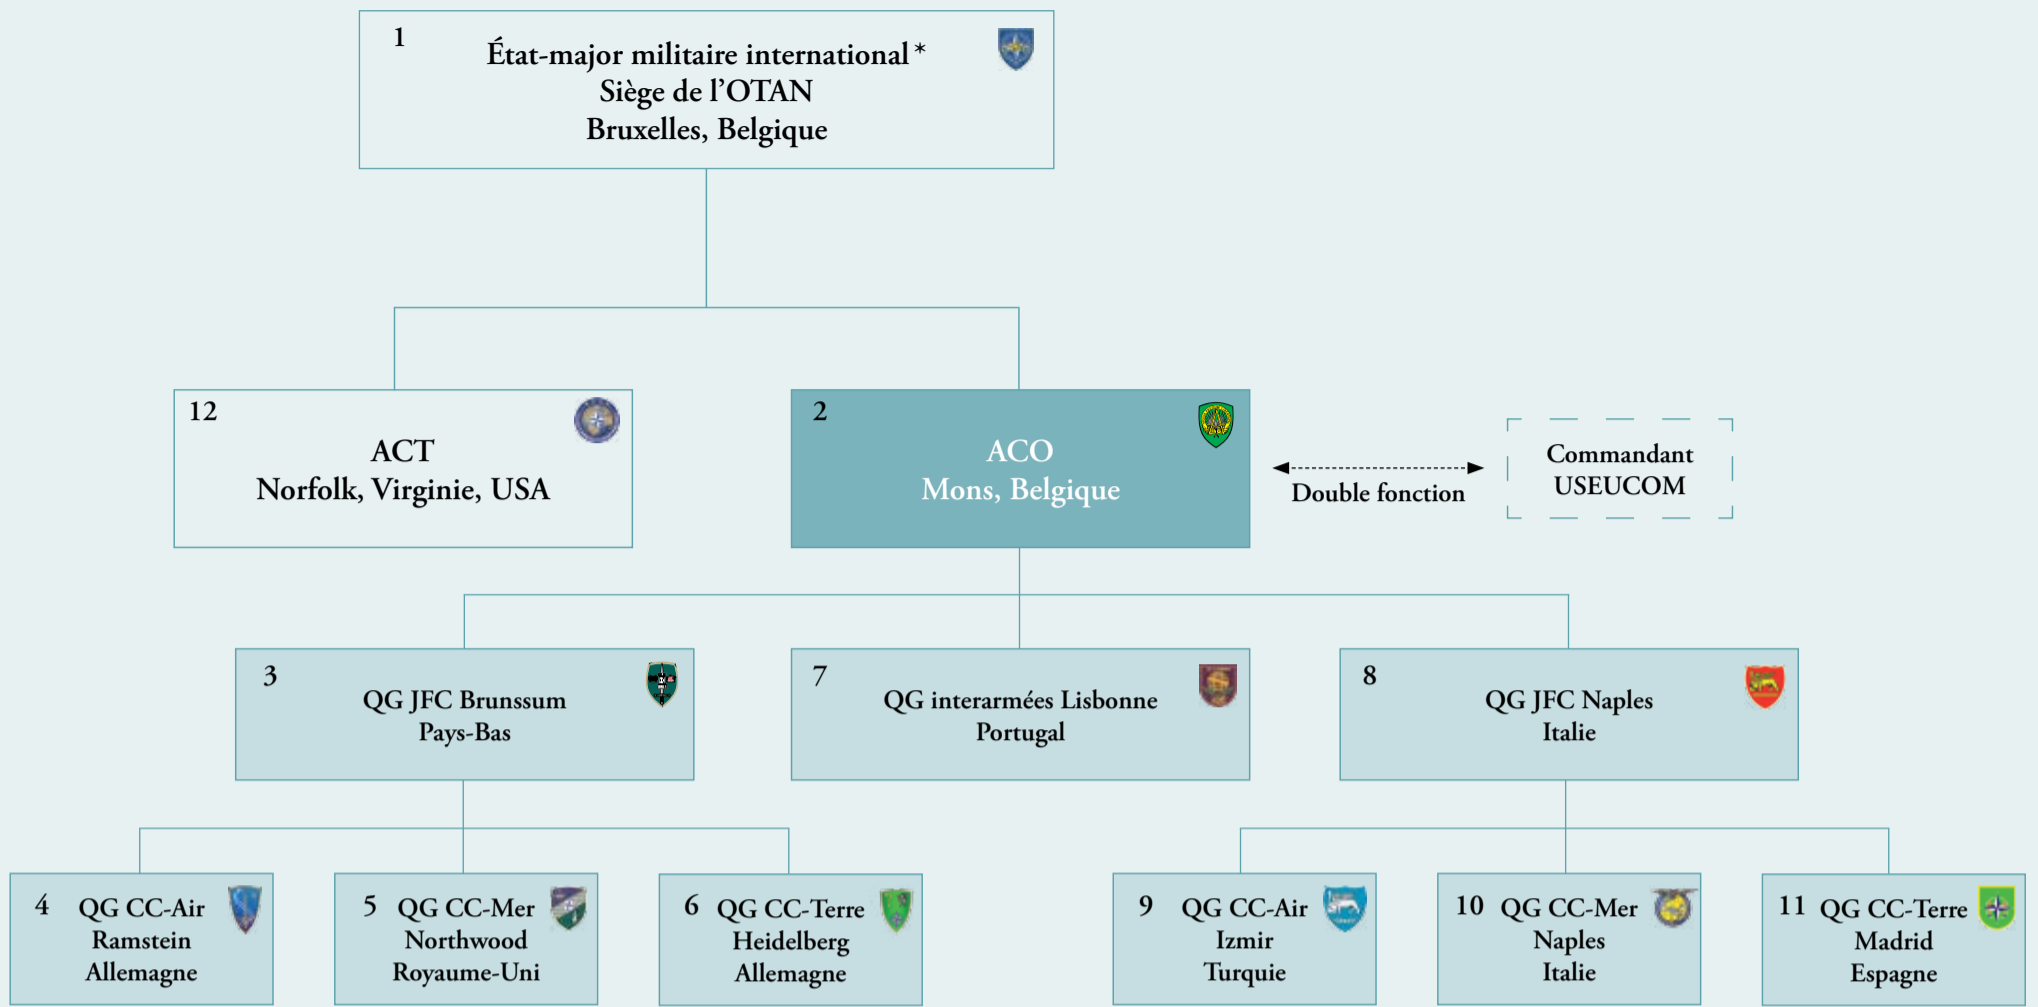 1
État-major militaire international*
Siège de l’OTAN
Bruxelles, Belgique
12
ACT
Norfolk, Virginie, USA
2
ACO
Mons, Belgique
Double fonction
Commandant
USEUCOM
3
QG JFC Brunssum
Pays-Bas
7
QG interarmées Lisbonne
Portugal
8
QG JFC Naples
Italie
4 QG CC-Air
Ramstein
Allemagne
5 QG CC-Mer
Northwood
Royaume-Uni
6 QG CC-Terre
Heidelberg
Allemagne
9 QG CC-Air
Izmir
Turquie
10 QG CC-Mer
Naples
Italie
11 QG CC-Terre
Madrid
Espagne